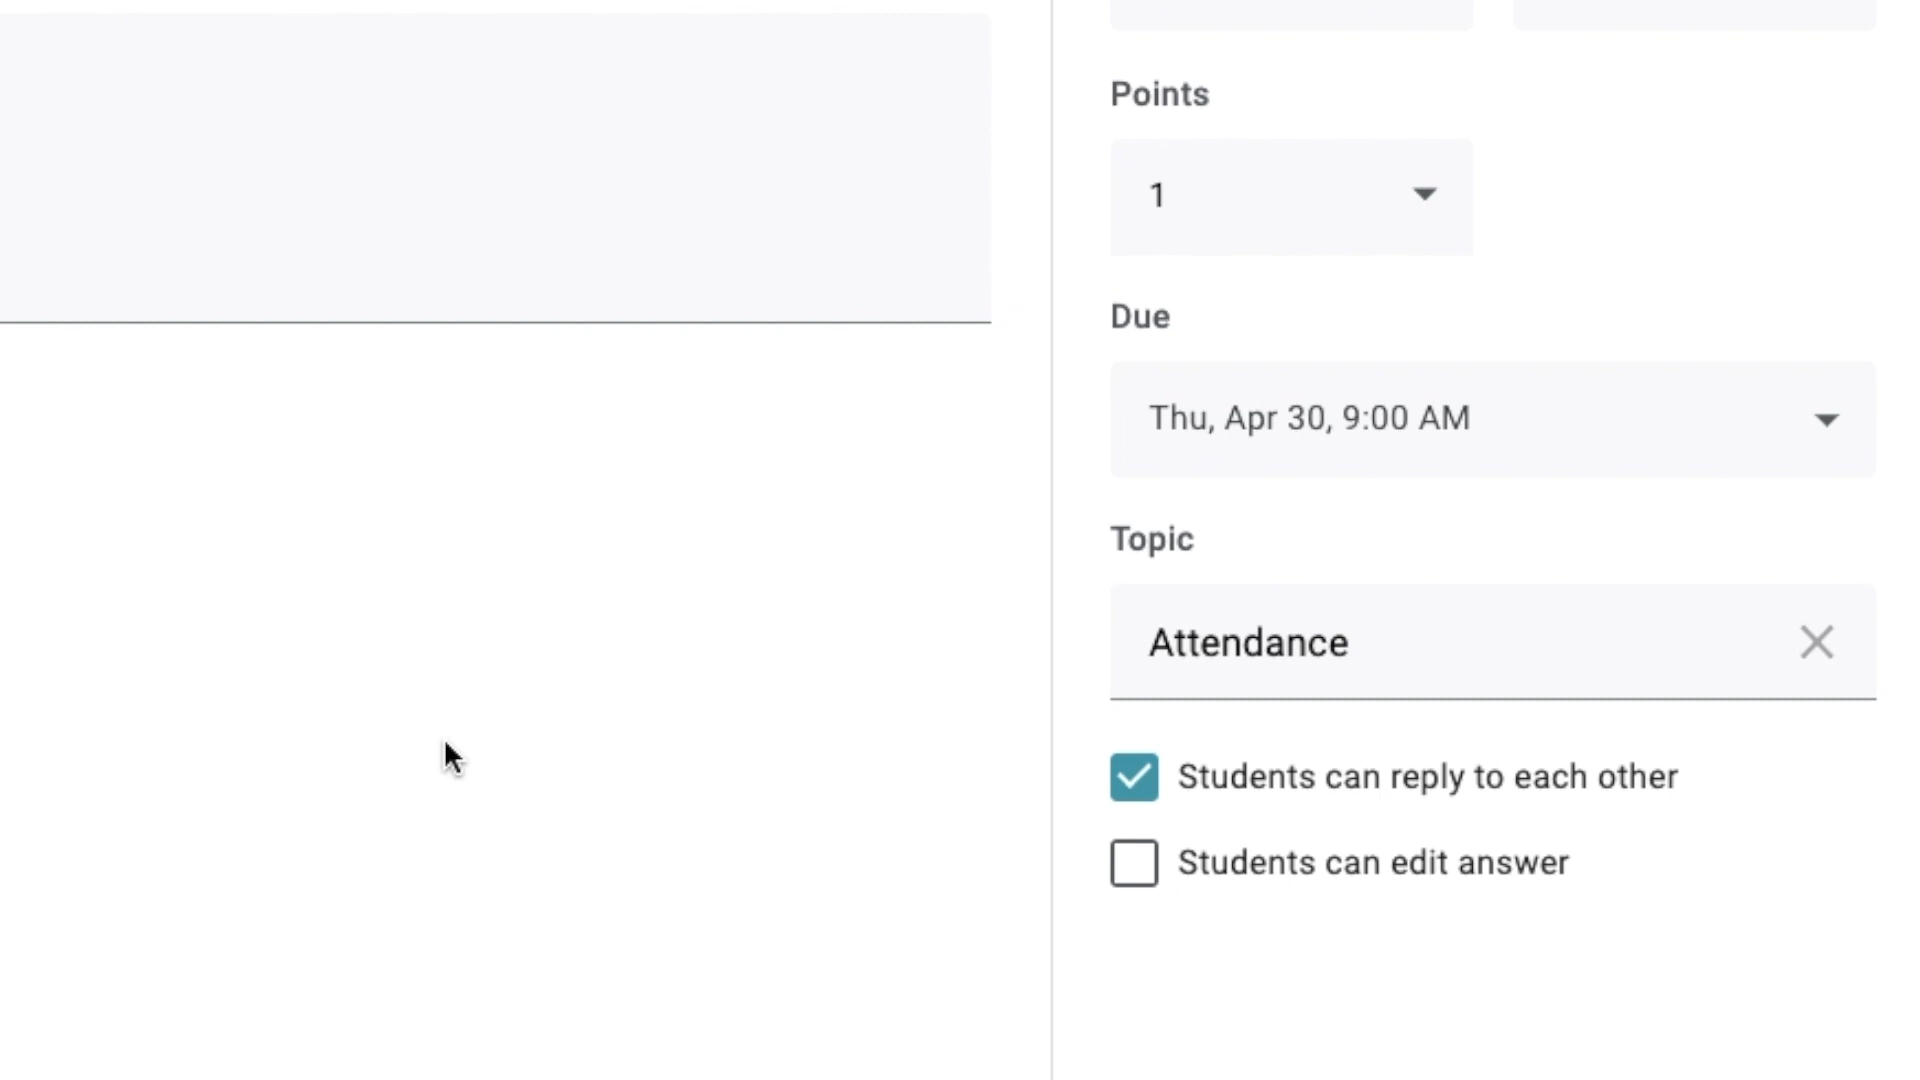 Points
1
Due
Thu, Apr 30, 9:00 AM
Topic
Attendance
Students can reply to each other
Students can edit answer